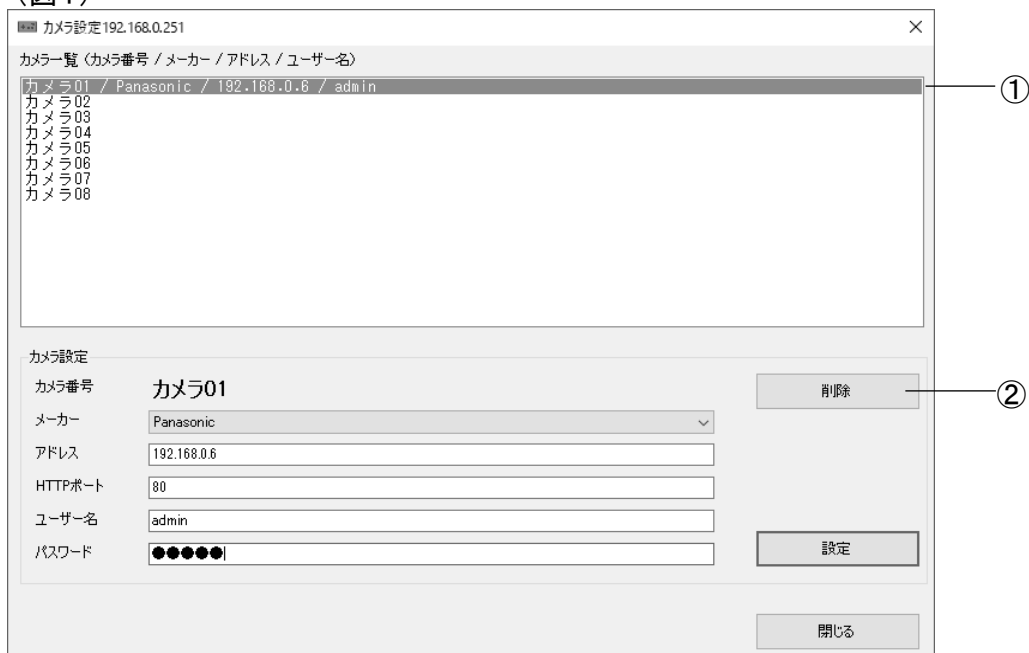 (図1)
カメラ設定192.168.0.251
カメラ一覧 (カメラ番号 / メーカー / アドレス / ユーザー名)
カメラ01 / Panasonic / 192.168.0.6 / admin
カメラ02
カメラ03
カメラ04
カメラ05
カメラ06
カメラ07
カメラ08
①
カメラ設定
カメラ番号 カメラ01 削除
②
メーカー Panasonic
アドレス 192.168.0.6
HTTPポート 80
ユーザー名 admin
パスワード ●●●●● 設定
閉じる